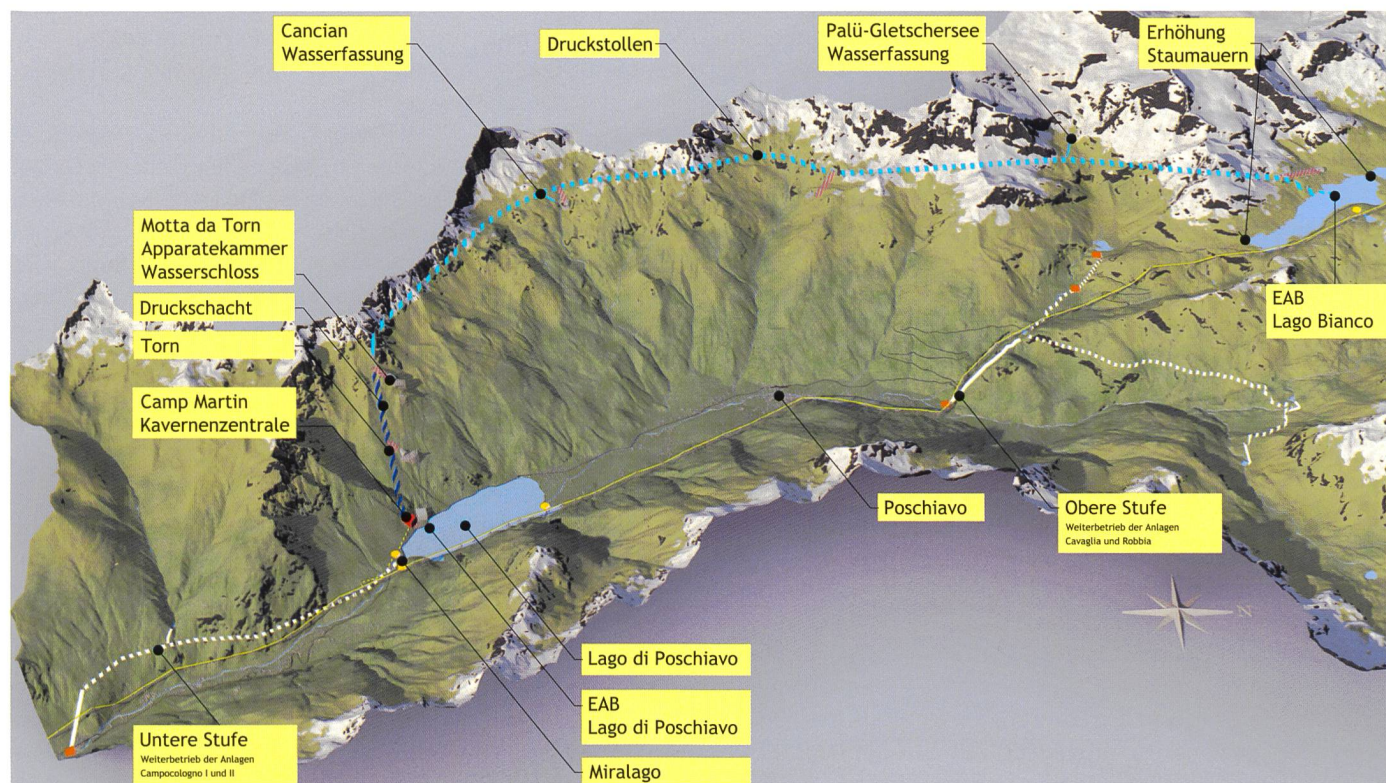 Cancian
Wasserfassung
Druckstollen
Palü-Gletschersee
Wasserfassung
Erhöhung
Staumauern
Motta da Torn
Apparatekammer
Wasserschloss
Druckschacht
Torn
Camp Martin
Kavernenzentrale
EAB
Lago Bianco
Poschiavo
Obere Stufe
Weiterbetrieb der Anlagen
Cavaglia und Robbia
N
Lago di Poschiavo
EAB
Lago di Poschiavo
Miralago
Untere Stufe
Weiterbetrieb der Anlagen
Campocologno I und II